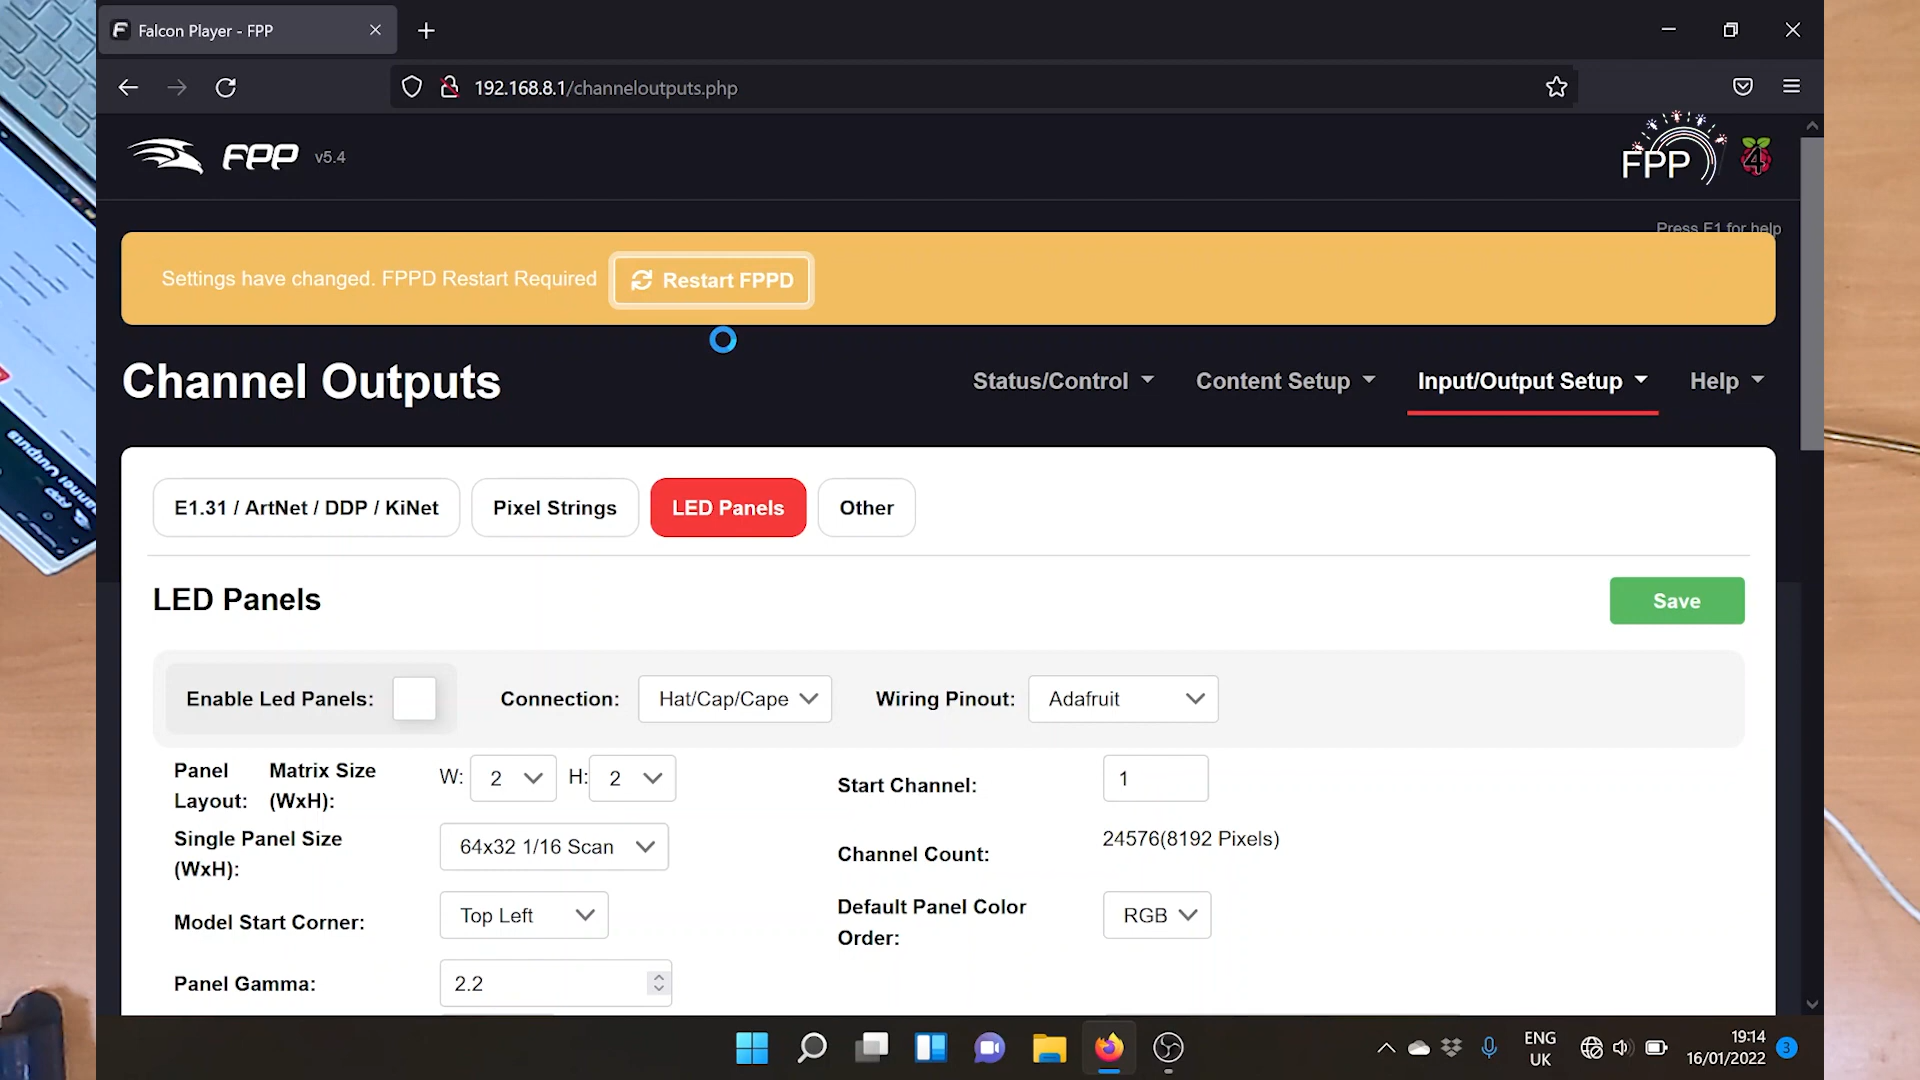 Falcon Player - FPP
192.168.8.1/channeloutputs.php
FPP v5.4
FPP
4
Press F1 for help
Settings have changed. FPPD Restart Required
Restart FPPD
Channel Outputs
Status/Control
Content Setup
Input/Output Setup
Help
E1.31 / ArtNet / DDP / KiNet
Pixel Strings
LED Panels
Other
LED Panels
Save
Enable Led Panels:
Connection:
Hat/Cap/Cape
Wiring Pinout:
Adafruit
Panel Layout:
Matrix Size (WxH):
W: 2
H: 2
Start Channel:
1
Single Panel Size (WxH):
64x32 1/16 Scan
Channel Count:
24576(8192 Pixels)
Model Start Corner:
Top Left
Default Panel Color Order:
RGB
Panel Gamma:
2.2
ENG
UK
19:14
16/01/2022
3
Channel Outputs